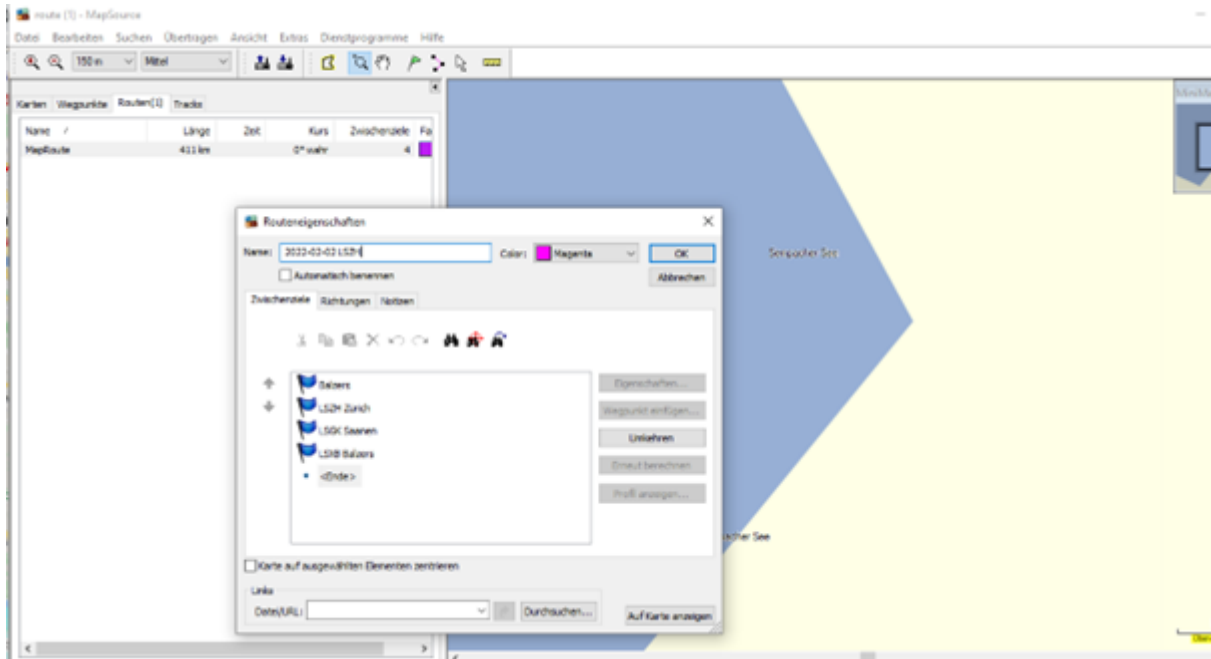 route (1) - MapSource
Datei Bearbeiten Suchen Übertragen Ansicht Extras Dienstprogramme Hilfe
150 m Mittel
Karten Wegpunkte Routen(1) Tracks
Name / Länge Zeit Kurs Zwischenziele
MapRoute 411 km 0° wahr 4
Routeneigenschaften
Name: 2022-02-02 LSZH Color: Magenta OK
Automatisch benennen Abbrechen
Zwischenziele Richtungen Notizen
Balzers Eigenschaften...
LSZH Zürich Wegpunkt einfügen...
LSGK Saanen Umkehren
LSXB Balzers Erneut berechnen
<Ende> Profil anzeigen...
Karte auf ausgewählten Elementen zentrieren
Links
Datei/URL: Durchsuchen... Auf Karte anzeigen
Sempacher See
See